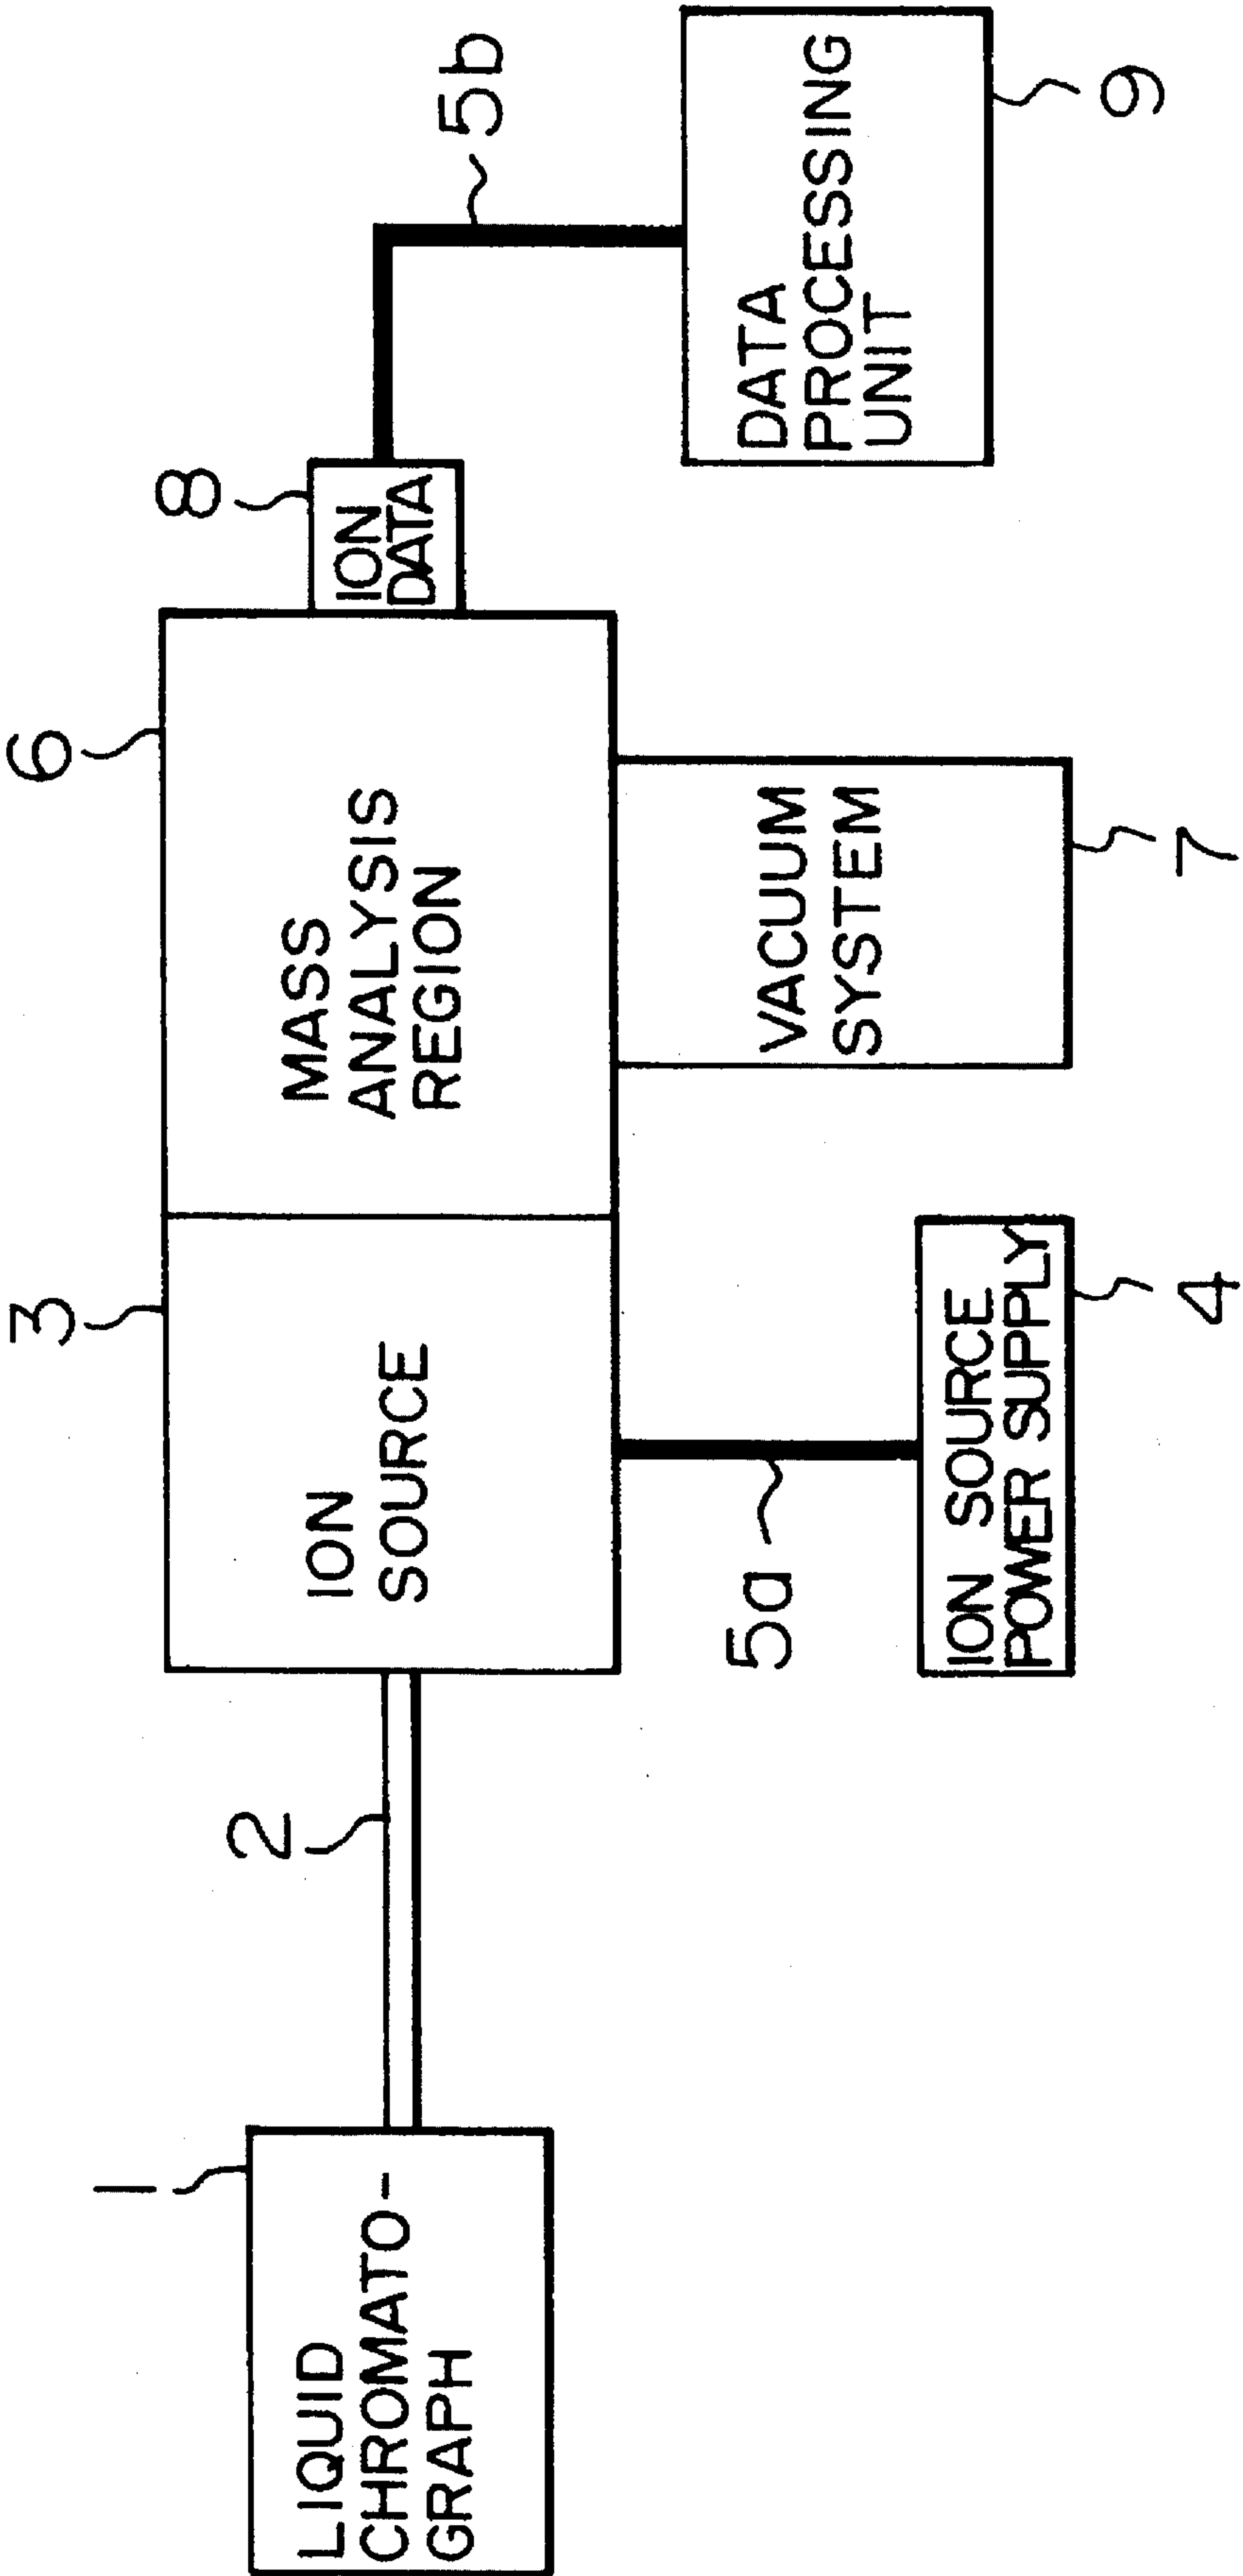 1
LIQUID
CHROMATO-
GRAPH
2
3
ION
SOURCE
5a
ION SOURCE
POWER SUPPLY
4
6
MASS
ANALYSIS
REGION
VACUUM
SYSTEM
7
8
ION
DATA
5b
DATA
PROCESSING
UNIT
9